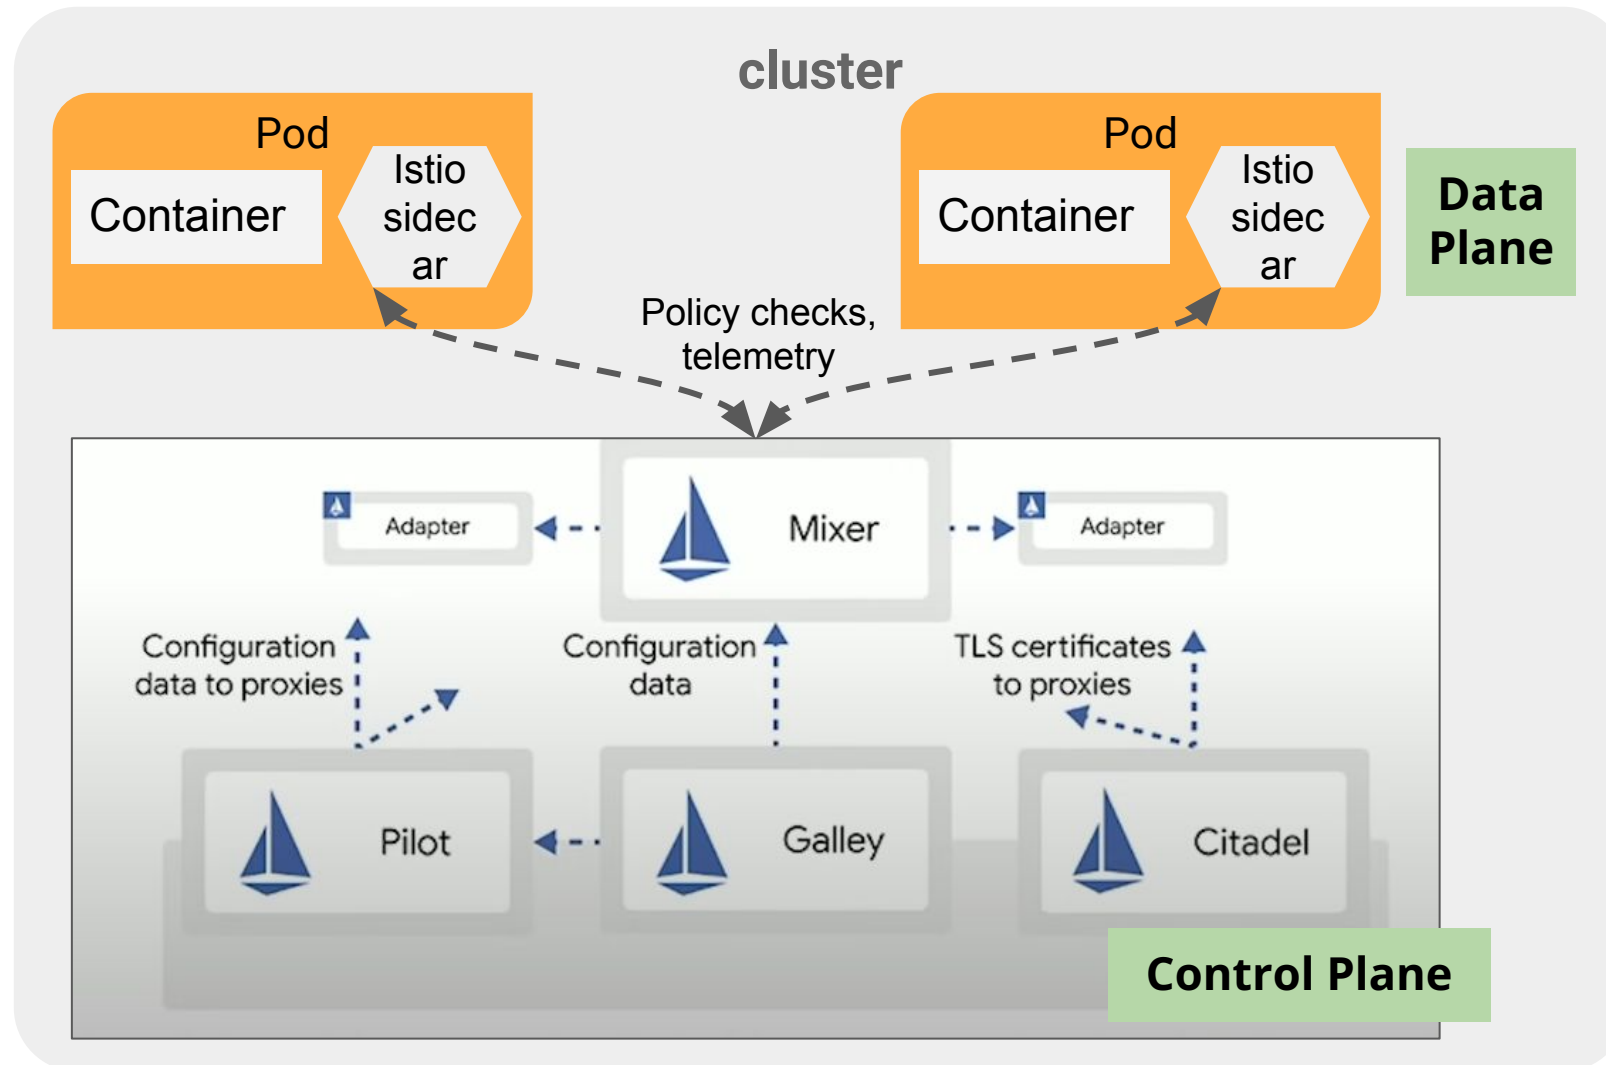 cluster
Pod
Container
Istio
sidec
ar
Pod
Container
Istio
sidec
ar
Data
Plane
Policy checks,
telemetry
Adapter
Mixer
Adapter
Configuration
data to proxies
Configuration
data
TLS certificates
to proxies
Pilot
Galley
Citadel
Control Plane